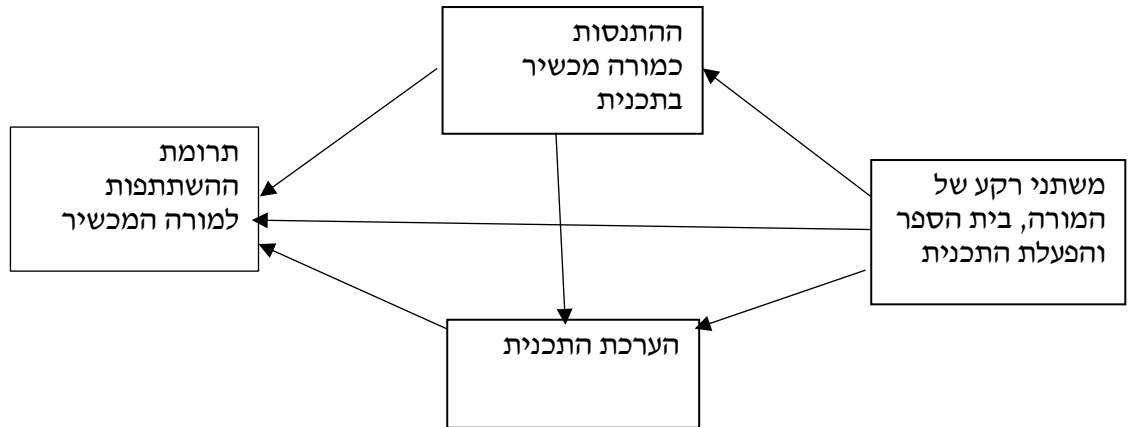 ההתנסות
כמורה מכשיר
בתכנית
משתני רקע של
המורה, בית הספר
והפעלת התכנית
תרומת
ההשתתפות
למורה המכשיר
הערכת התכנית